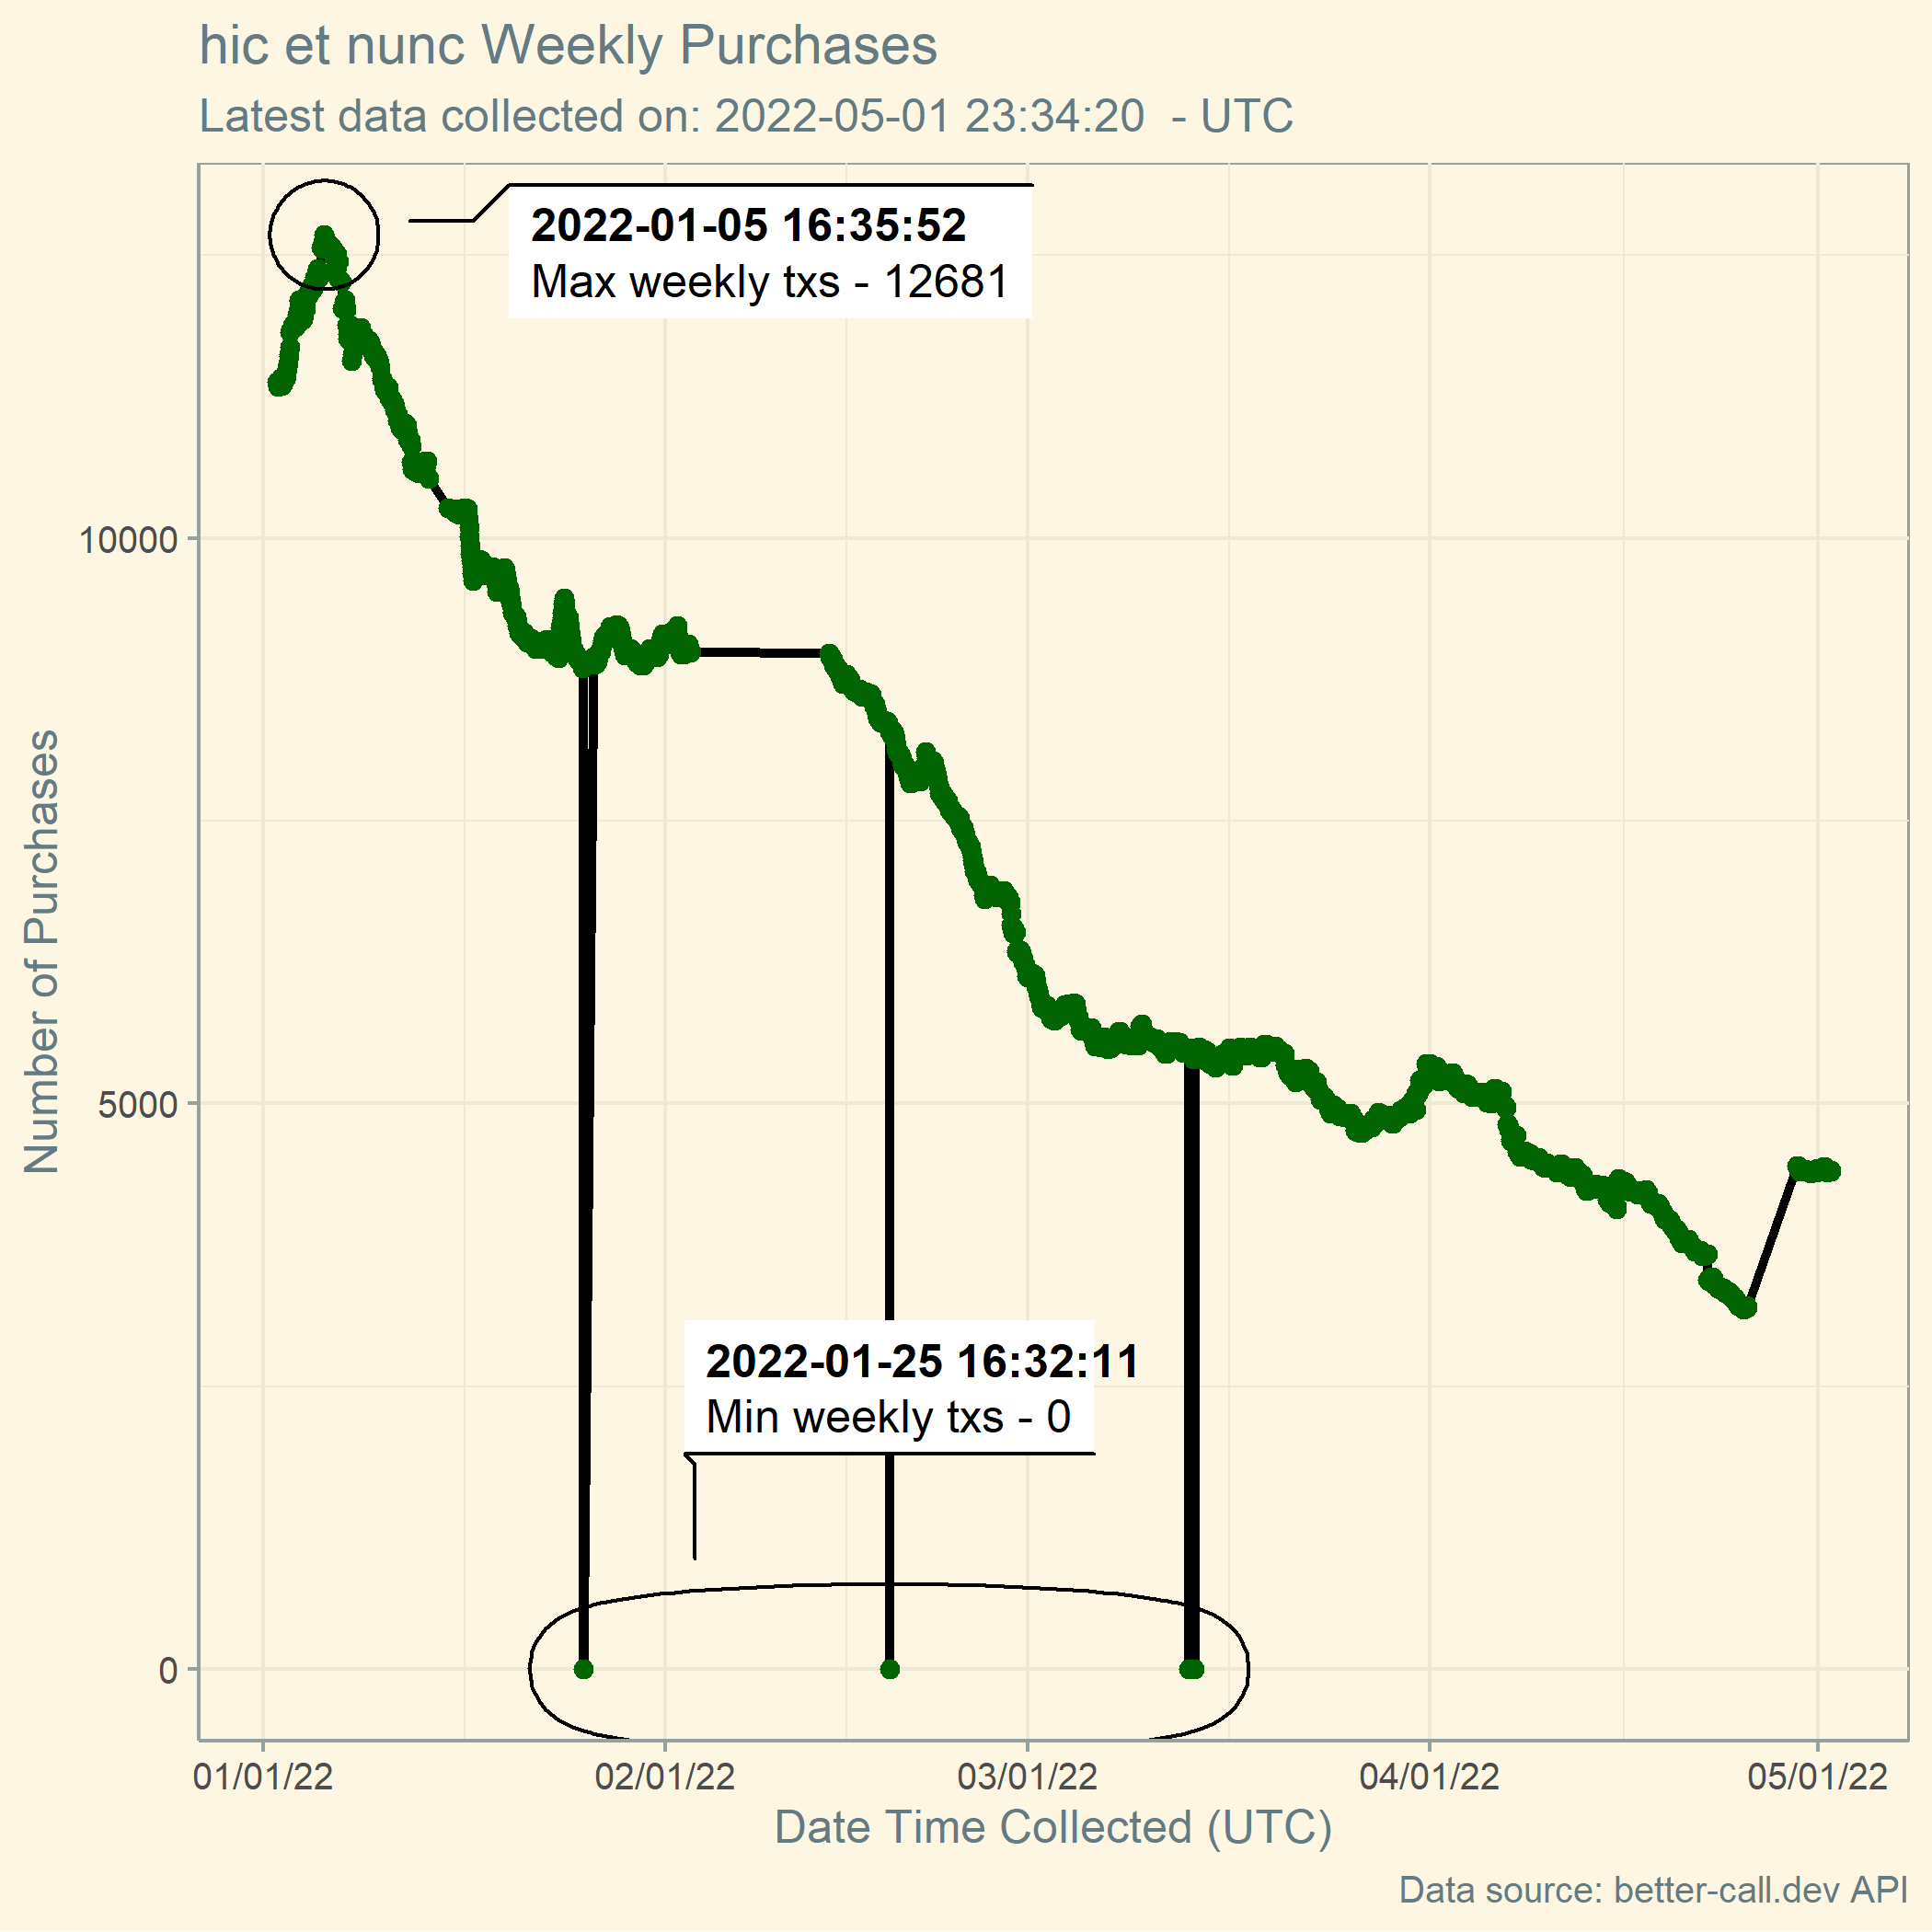 hic et nunc Weekly Purchases
Latest data collected on: 2022-05-01 23:34:20  - UTC
2022-01-05 16:35:52
Max weekly txs - 12681
10000
Number of Purchases
5000
2022-01-25 16:32:11
Min weekly txs - 0
0
01/01/22 02/01/22 03/01/22 04/01/22 05/01/22
Date Time Collected (UTC)
Data source: better-call.dev API